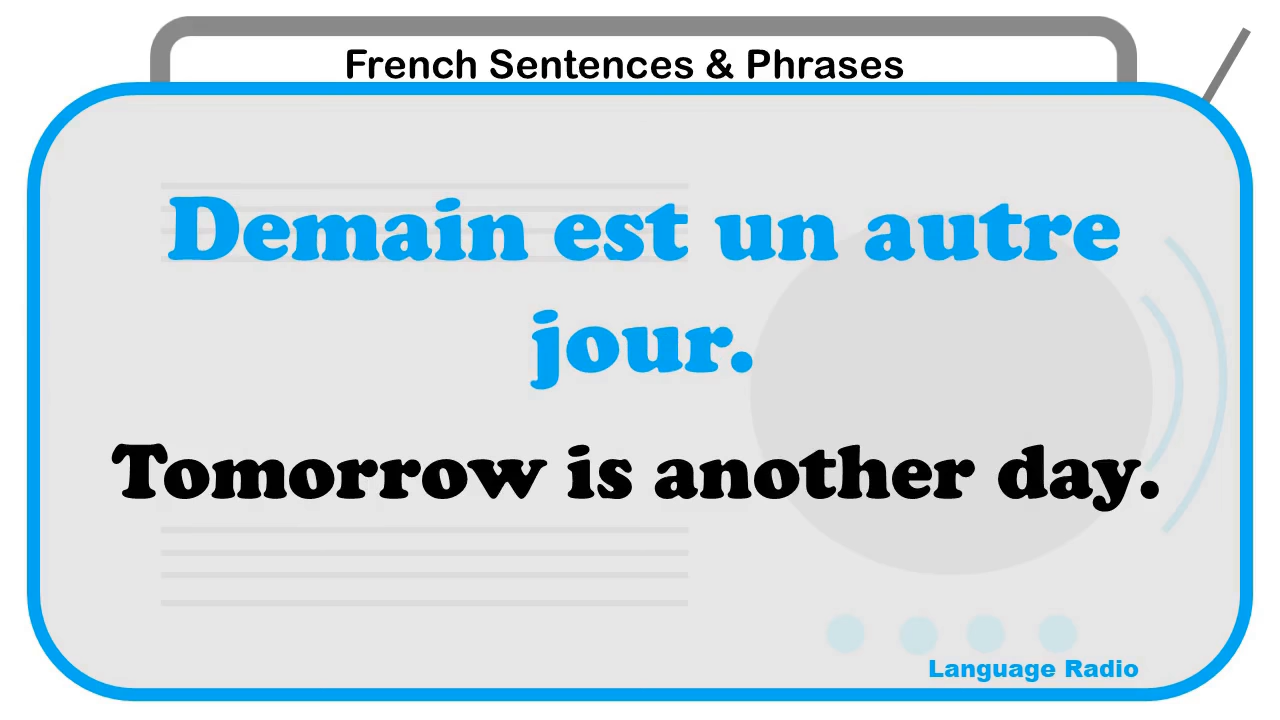 French Sentences & Phrases
Demain est un autre
jour.
Tomorrow is another day.
Language Radio